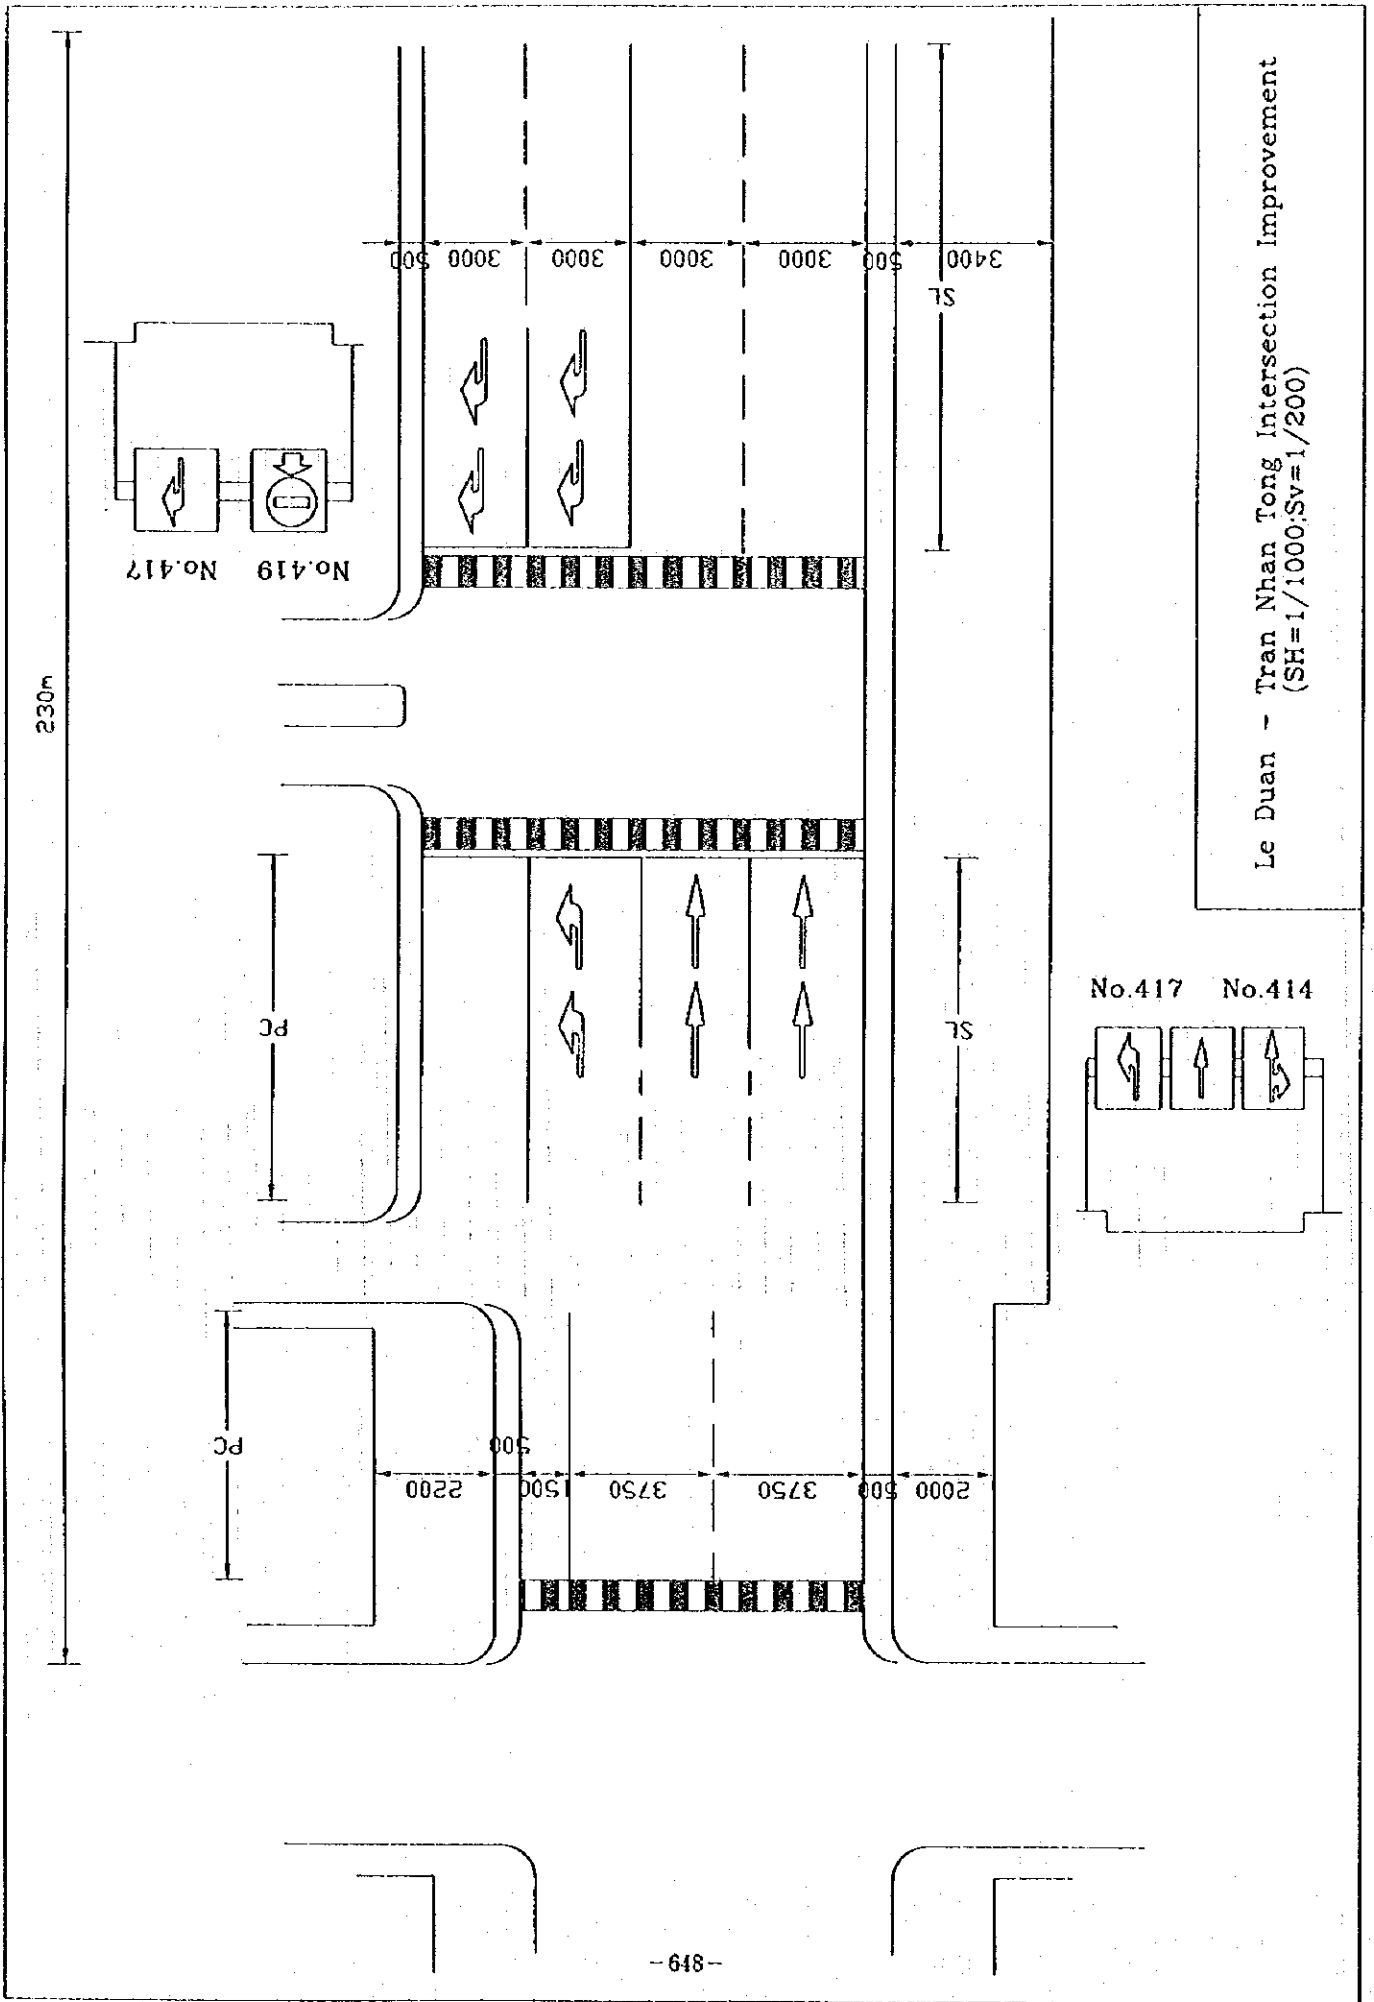 230m
500
3000
3000
3000
3000
500
3400
SL
No.417
No.419
PC
SL
No.417
No.414
PC
2200
500
1500
3750
3750
500
2000
Le Duan - Tran Nhan Tong Intersection Improvement
(SH=1/1000;Sv=1/200)
-648-